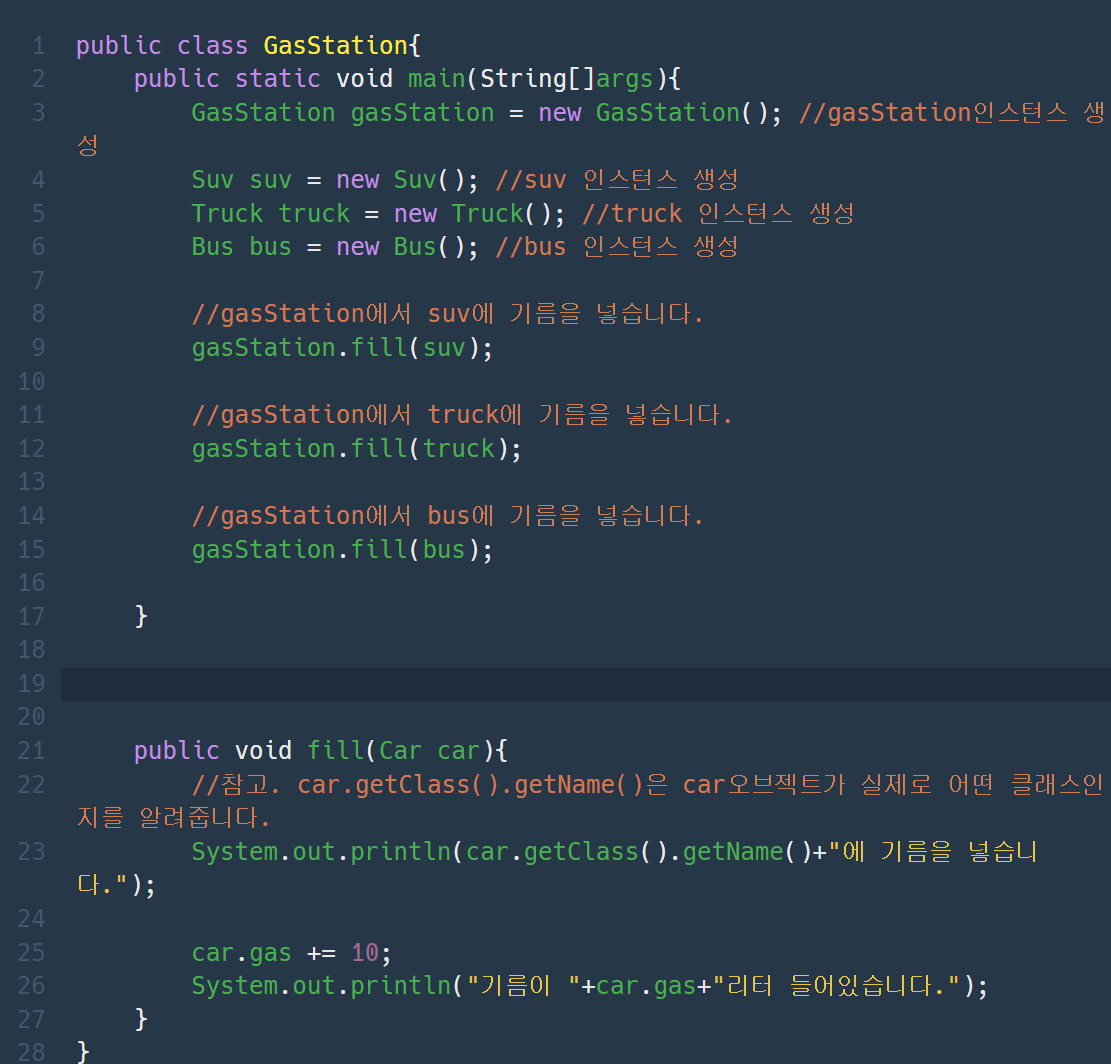 1 public class GasStation{
2 public static void main(String[]args){
3 GasStation gasStation = new GasStation(); //gasStation인스턴스 생
성
4 Suv suv = new Suv(); //suv 인스턴스 생성
5 Truck truck = new Truck(); //truck 인스턴스 생성
6 Bus bus = new Bus(); //bus 인스턴스 생성
7
8 //gasStation에서 suv에 기름을 넣습니다.
9 gasStation.fill(suv);
10
11 //gasStation에서 truck에 기름을 넣습니다.
12 gasStation.fill(truck);
13
14 //gasStation에서 bus에 기름을 넣습니다.
15 gasStation.fill(bus);
16
17 }
18
19
20
21 public void fill(Car car){
22 //참고. car.getClass().getName()은 car오브젝트가 실제로 어떤 클래스인
지를 알려줍니다.
23 System.out.println(car.getClass().getName()+"에 기름을 넣습니
다.");
24
25 car.gas += 10;
26 System.out.println("기름이 "+car.gas+"리터 들어있습니다.");
27 }
28 }